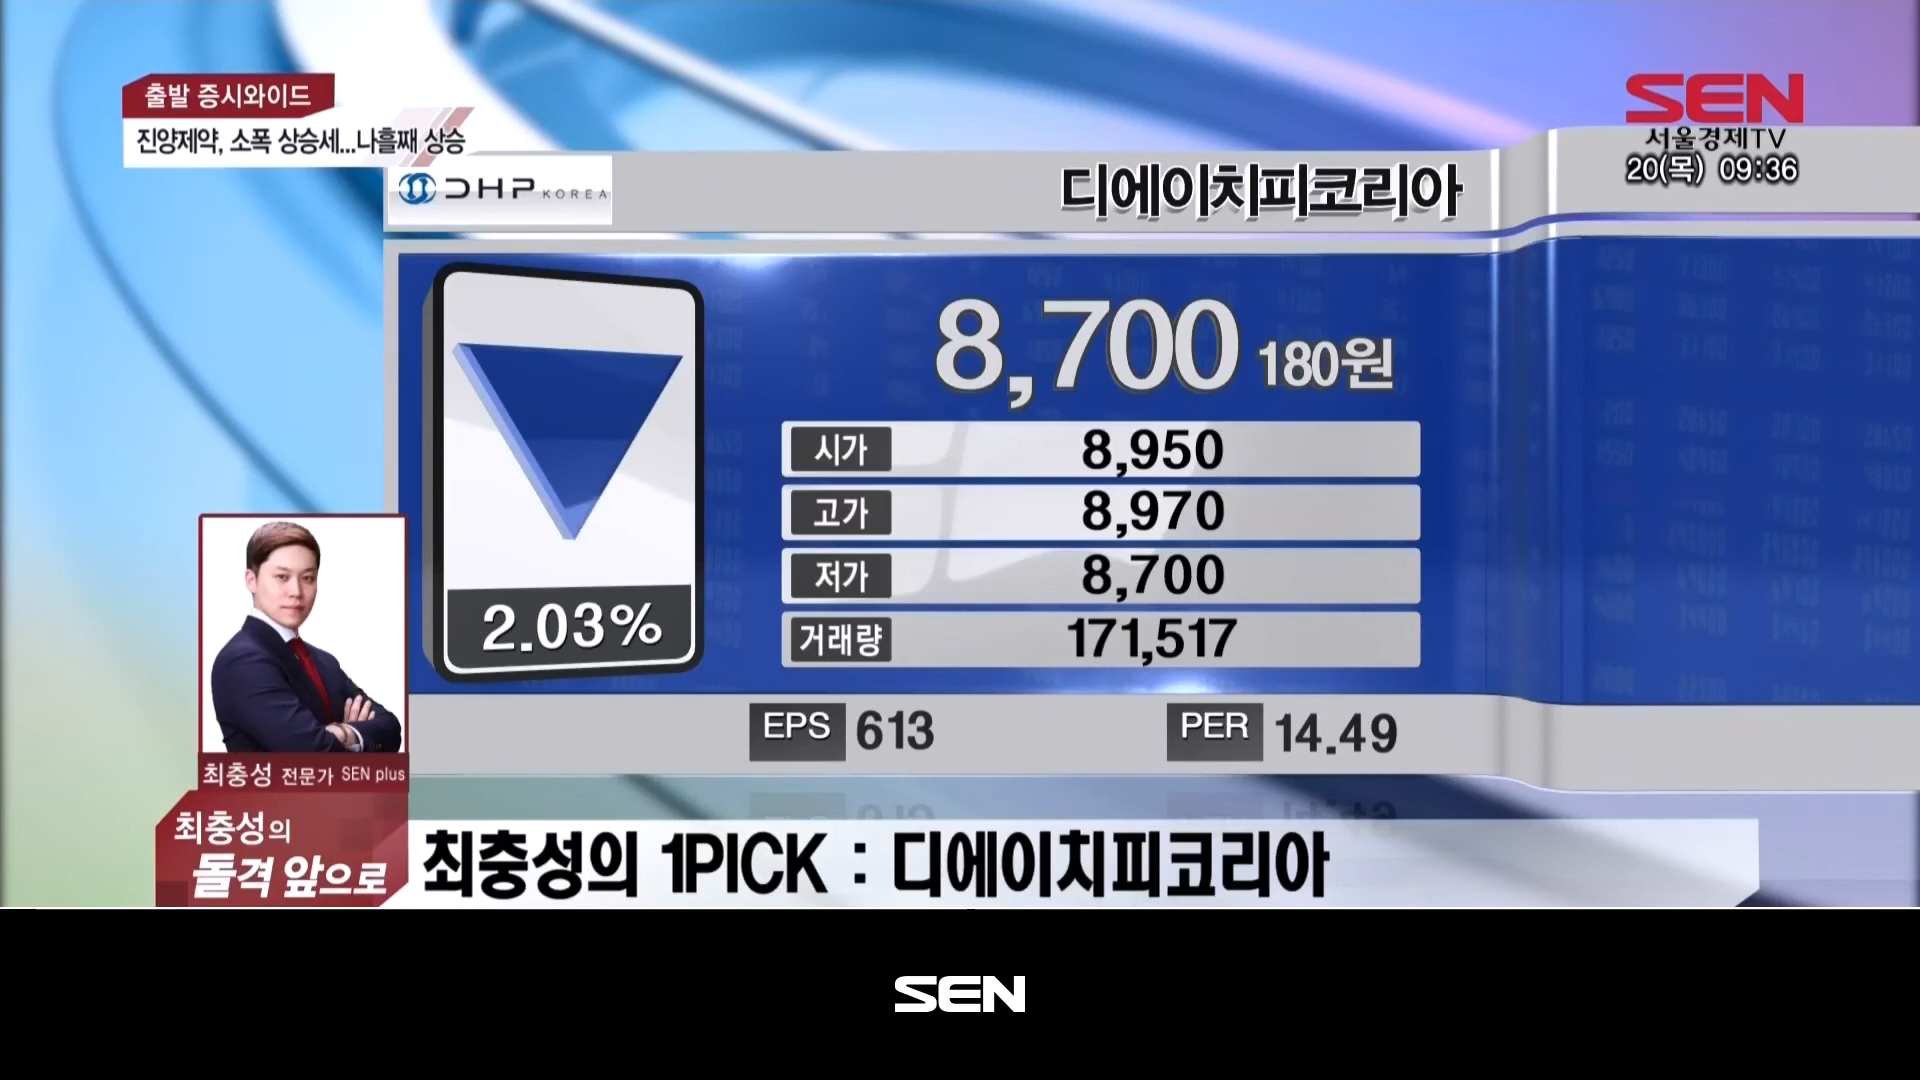 출발 증시와이드
진양제약, 소폭 상승세...나흘째 상승
SEN
서울경제TV
20(목) 09:36
DHP KOREA
디에이치피코리아
8,700 180원
2.03%
시가 8,950
고가 8,970
저가 8,700
거래량 171,517
EPS 613
PER 14.49
최충성 전문가 SEN plus
최충성의
돌격 앞으로
최충성의 1PICK : 디에이치피코리아
SEN